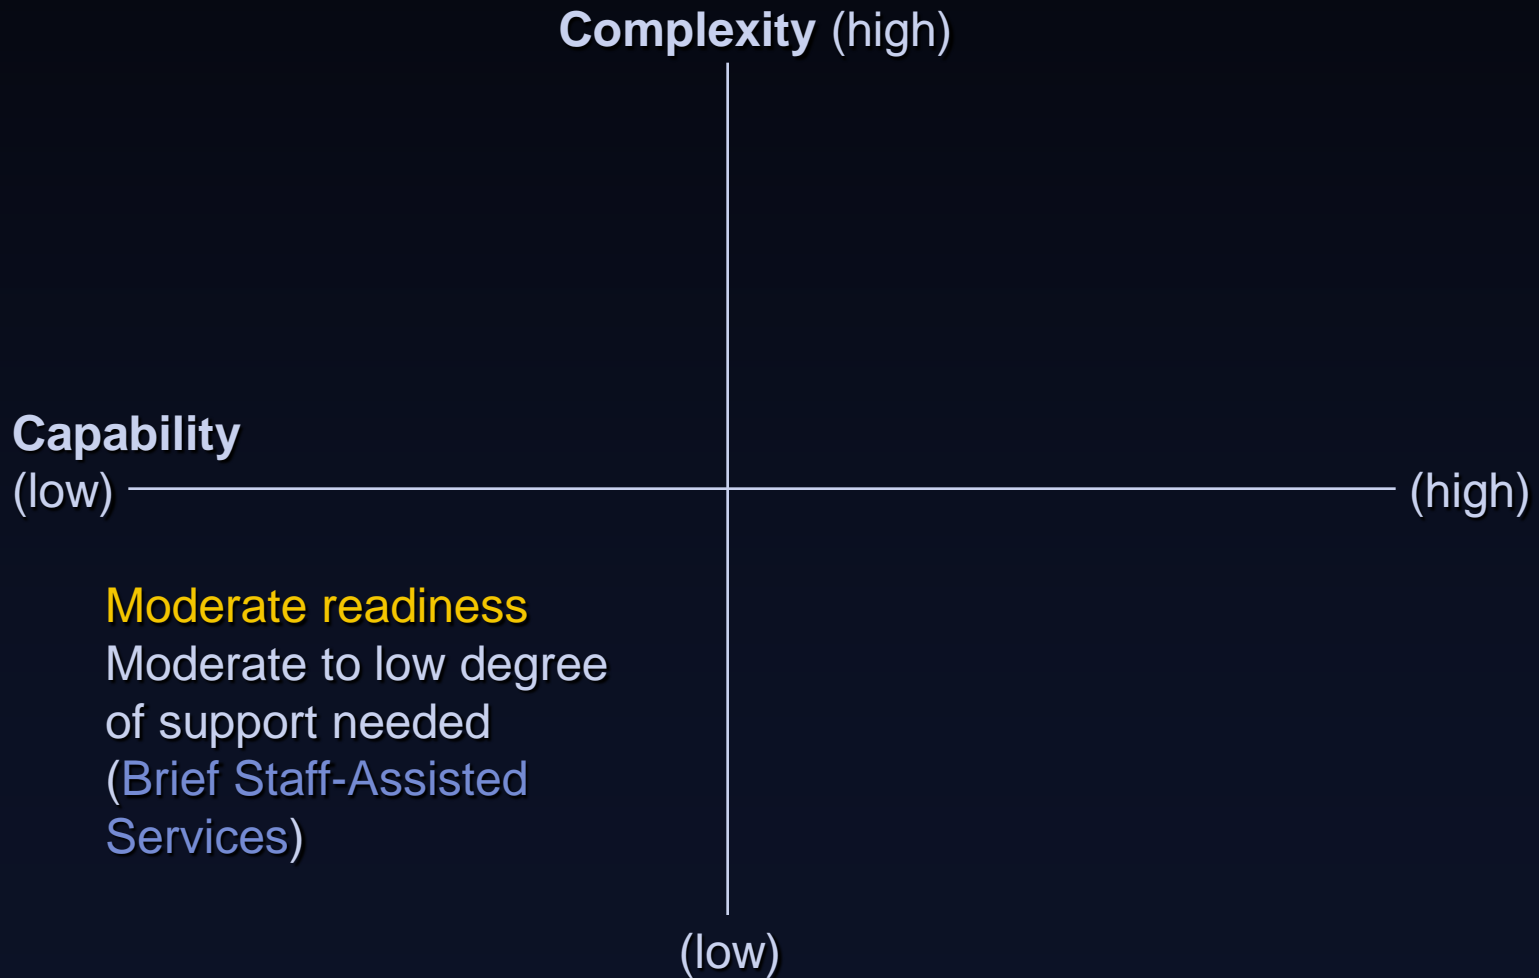 Complexity (high)
Capability
(low)
(high)
Moderate readiness
Moderate to low degree
of support needed
(Brief Staff-Assisted
Services)
(low)